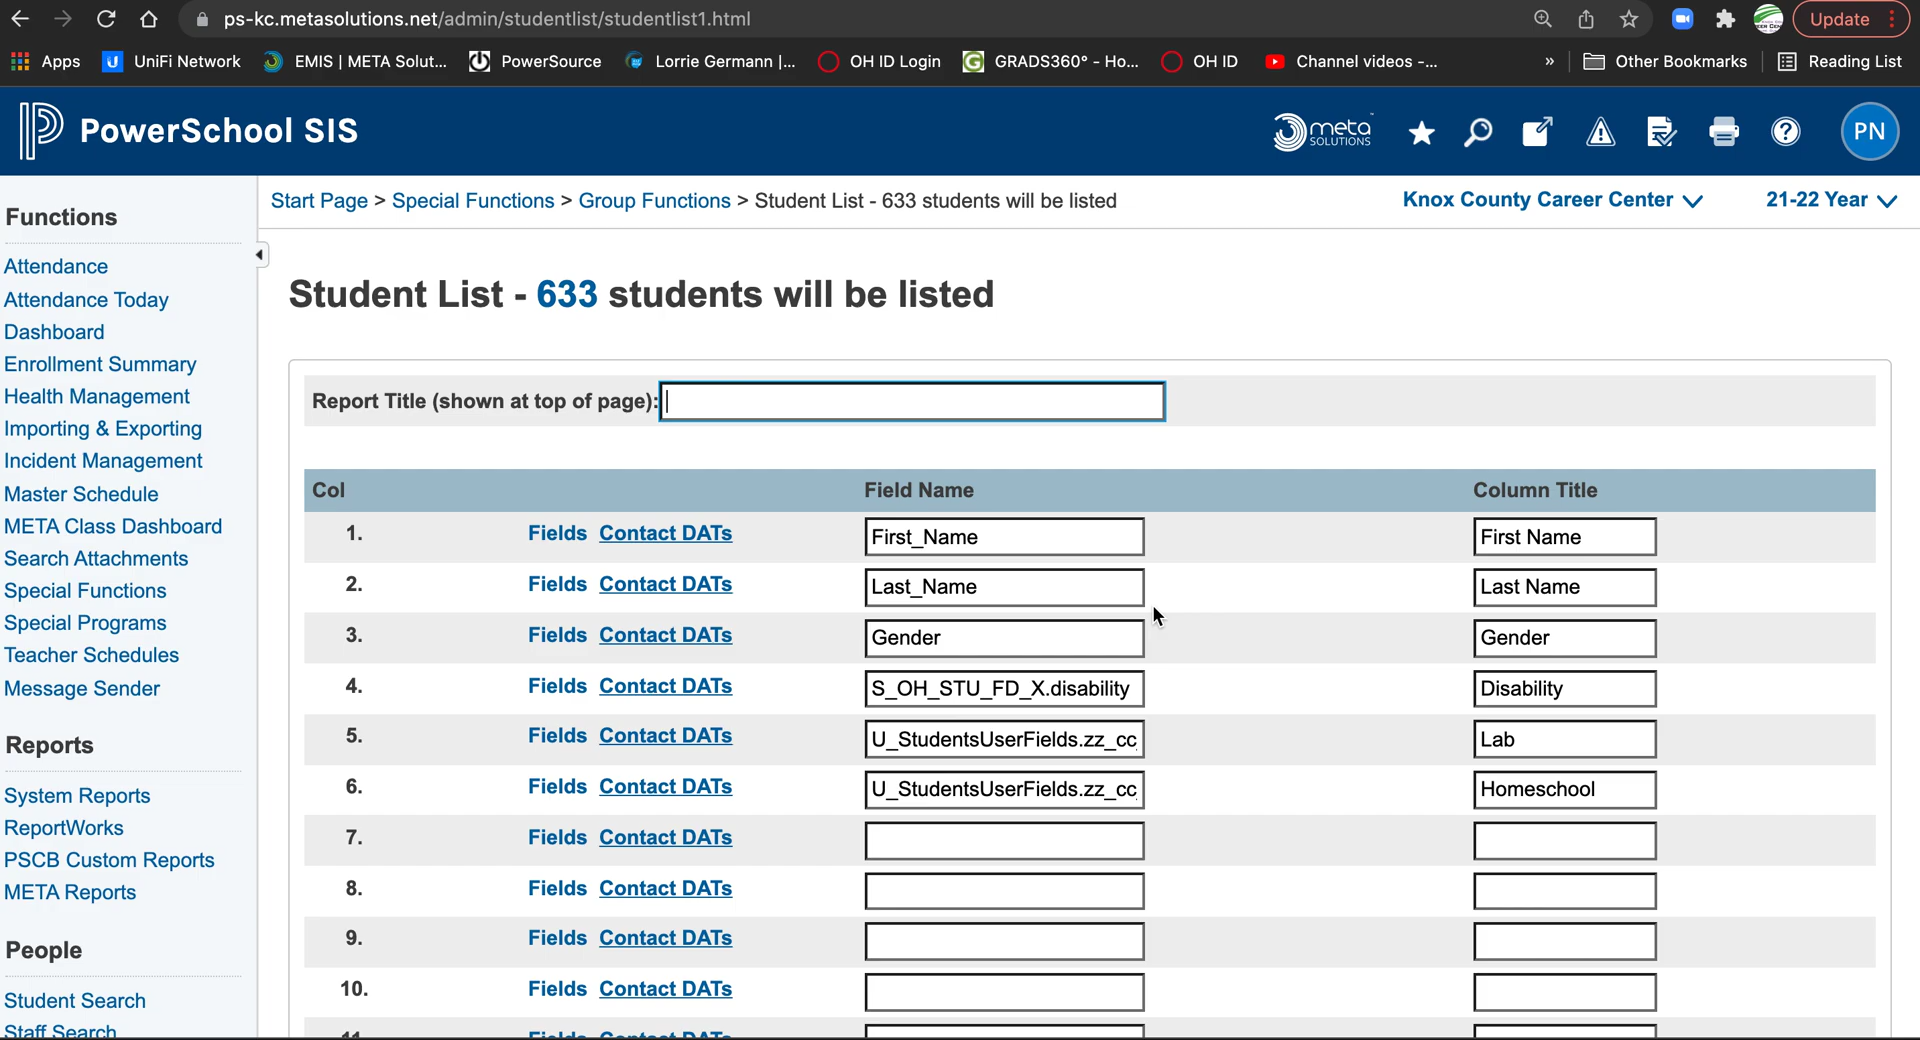 ps-kc.metasolutions.net/admin/studentlist/studentlist1.html
Update
Apps
UniFi Network
EMIS | META Solut...
PowerSource
Lorrie Germann |...
OH ID Login
GRADS360° - Ho...
OH ID
Channel videos -...
»
Other Bookmarks
Reading List
PowerSchool SIS
meta SOLUTIONS
PN
Start Page > Special Functions > Group Functions > Student List - 633 students will be listed
Knox County Career Center
21-22 Year
Functions
Attendance
Attendance Today
Dashboard
Enrollment Summary
Health Management
Importing & Exporting
Incident Management
Master Schedule
META Class Dashboard
Search Attachments
Special Functions
Special Programs
Teacher Schedules
Message Sender
Reports
System Reports
ReportWorks
PSCB Custom Reports
META Reports
People
Student Search
Staff Search
Student List - 633 students will be listed
Report Title (shown at top of page):
Col Field Name Column Title
1. Fields Contact DATs First_Name First Name
2. Fields Contact DATs Last_Name Last Name
3. Fields Contact DATs Gender Gender
4. Fields Contact DATs S_OH_STU_FD_X.disability Disability
5. Fields Contact DATs U_StudentsUserFields.zz_cc Lab
6. Fields Contact DATs U_StudentsUserFields.zz_cc Homeschool
7. Fields Contact DATs
8. Fields Contact DATs
9. Fields Contact DATs
10. Fields Contact DATs
11. Fields Contact DATs